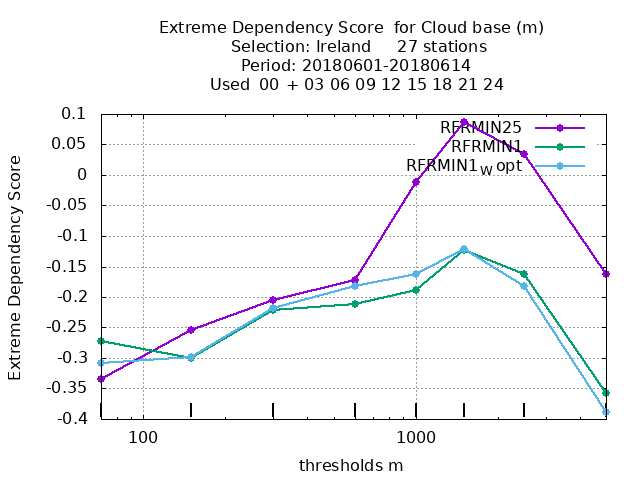 Extreme Dependency Score  for Cloud base (m)
Selection: Ireland     27 stations
Period: 20180601-20180614
Used  00 + 03 06 09 12 15 18 21 24
RFRMIN25
RFRMIN1
RFRMIN1W opt
0.1
0.05
0
-0.05
-0.1
-0.15
-0.2
-0.25
-0.3
-0.35
-0.4
Extreme Dependency Score
100 1000
thresholds m